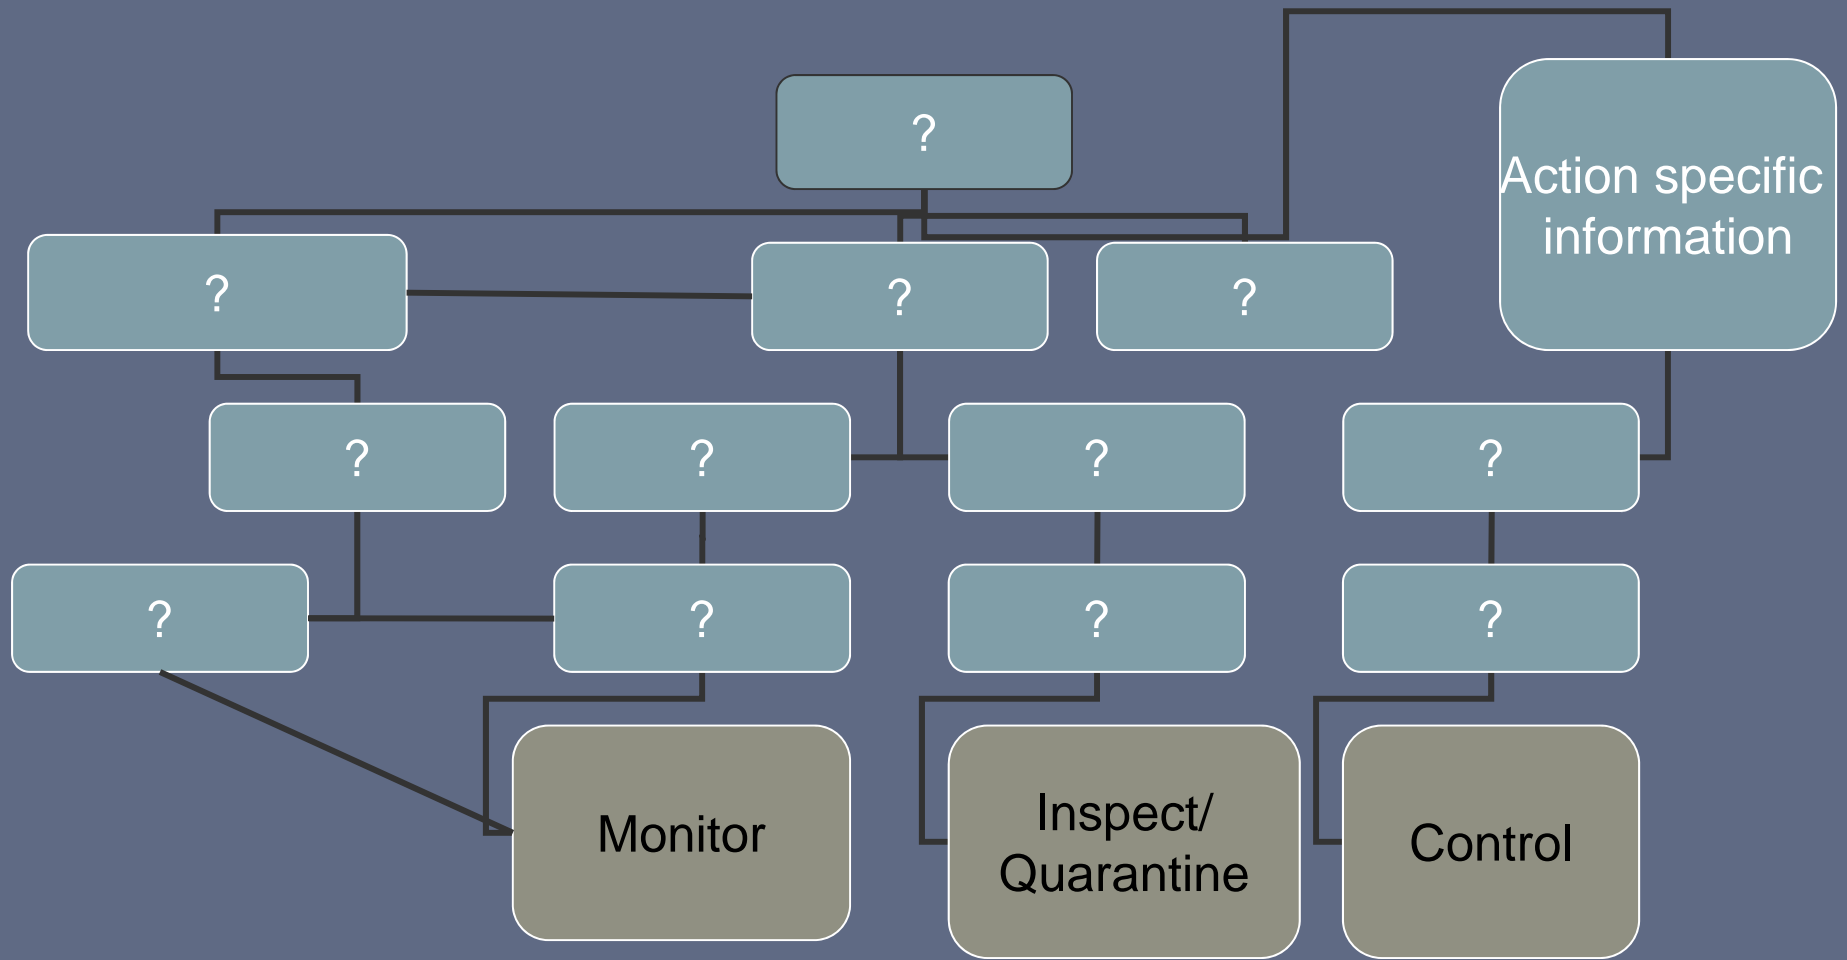 ?
Action specific
information
?
?
?
?
?
?
?
?
?
?
?
Monitor
Inspect/
Quarantine
Control